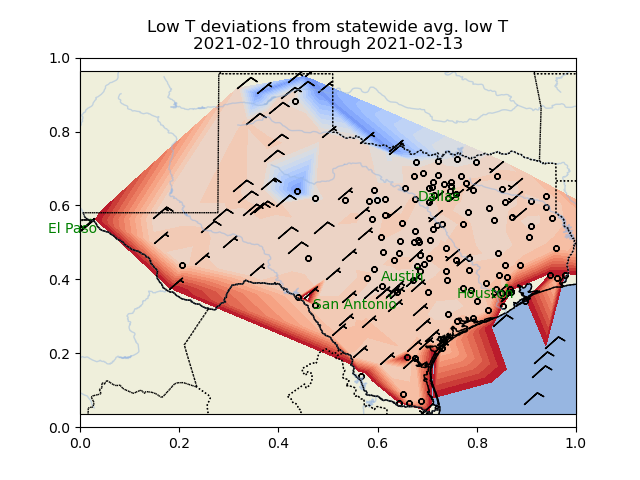 Low T deviations from statewide avg. low T
2021-02-10 through 2021-02-13
1.0
0.8
0.6
0.4
0.2
0.0
Dallas
El Paso
Austin
Houston
San Antonio
0.0 0.2 0.4 0.6 0.8 1.0